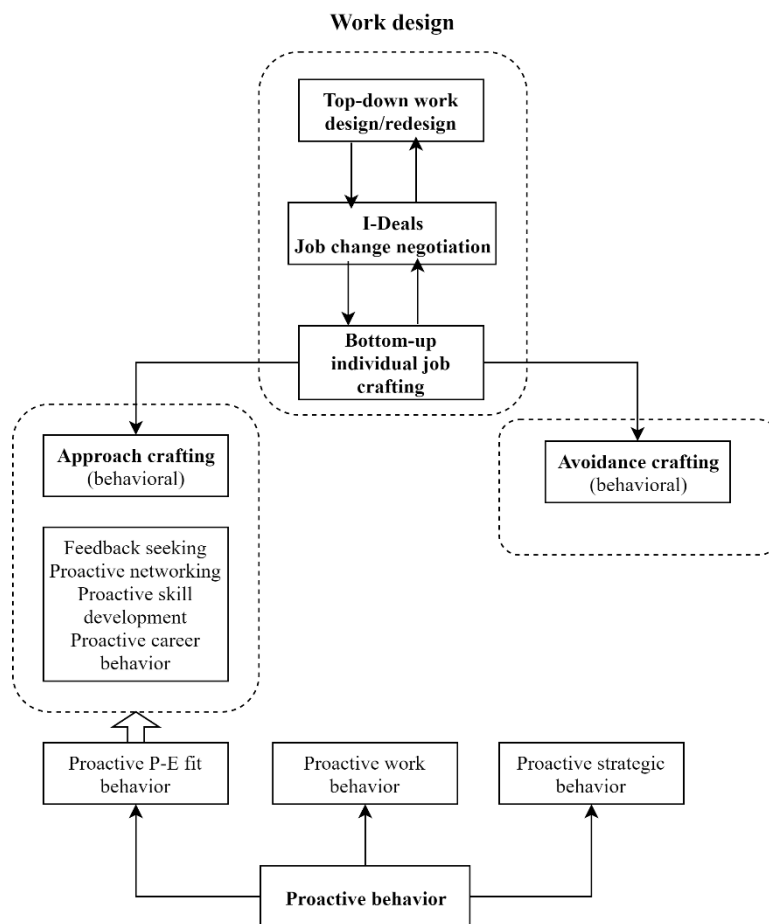 Work design
Top-down work
design/redesign
I-Deals
Job change negotiation
Bottom-up
individual job
crafting
Approach crafting
(behavioral)
Avoidance crafting
(behavioral)
Feedback seeking
Proactive networking
Proactive skill
development
Proactive career
behavior
Proactive P-E fit
behavior
Proactive work
behavior
Proactive strategic
behavior
Proactive behavior